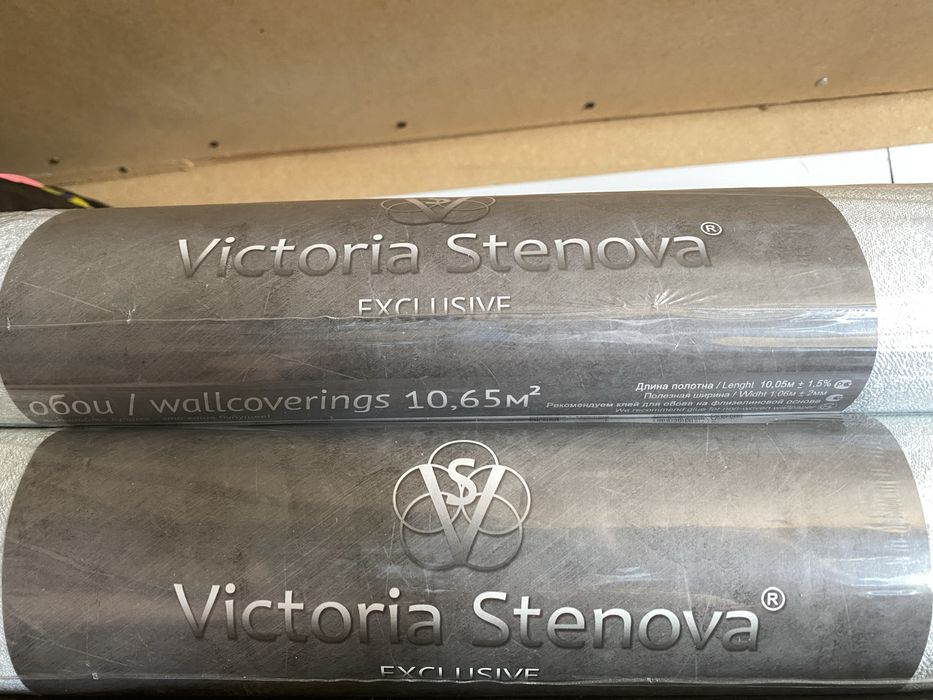 Victoria Stenova®
EXCLUSIVE
обои / wallcoverings 10,65м²
Длина полотна / Lenght 10,05м ± 1,5%
Полезная ширина / Widht 1,06м ± 2мм
Рекомендуем клей для обоев на флизелиновой основе
We recommend glue for non-woven wallpaper
VS
Victoria Stenova®
EXCLUSIVE